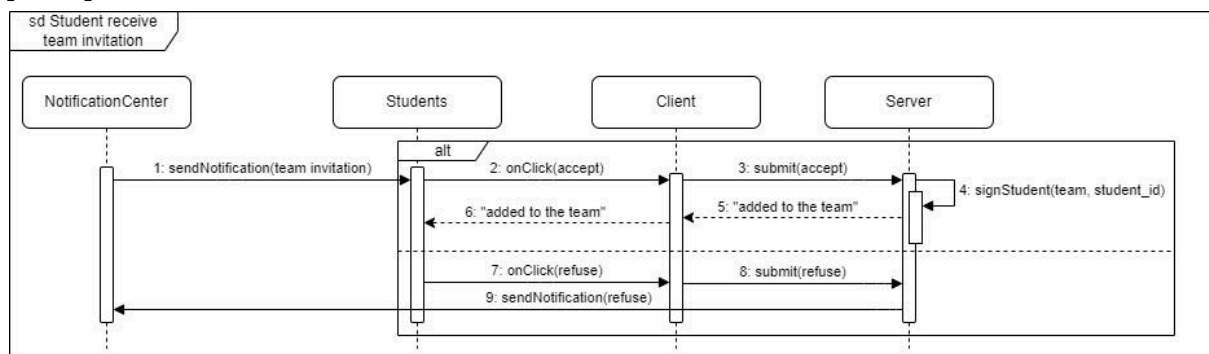 sd Student receive
team invitation
NotificationCenter
Students
Client
Server
alt
1: sendNotification(team invitation)
2: onClick(accept)
3: submit(accept)
4: signStudent(team, student_id)
5: "added to the team"
6: "added to the team"
7: onClick(refuse)
8: submit(refuse)
9: sendNotification(refuse)